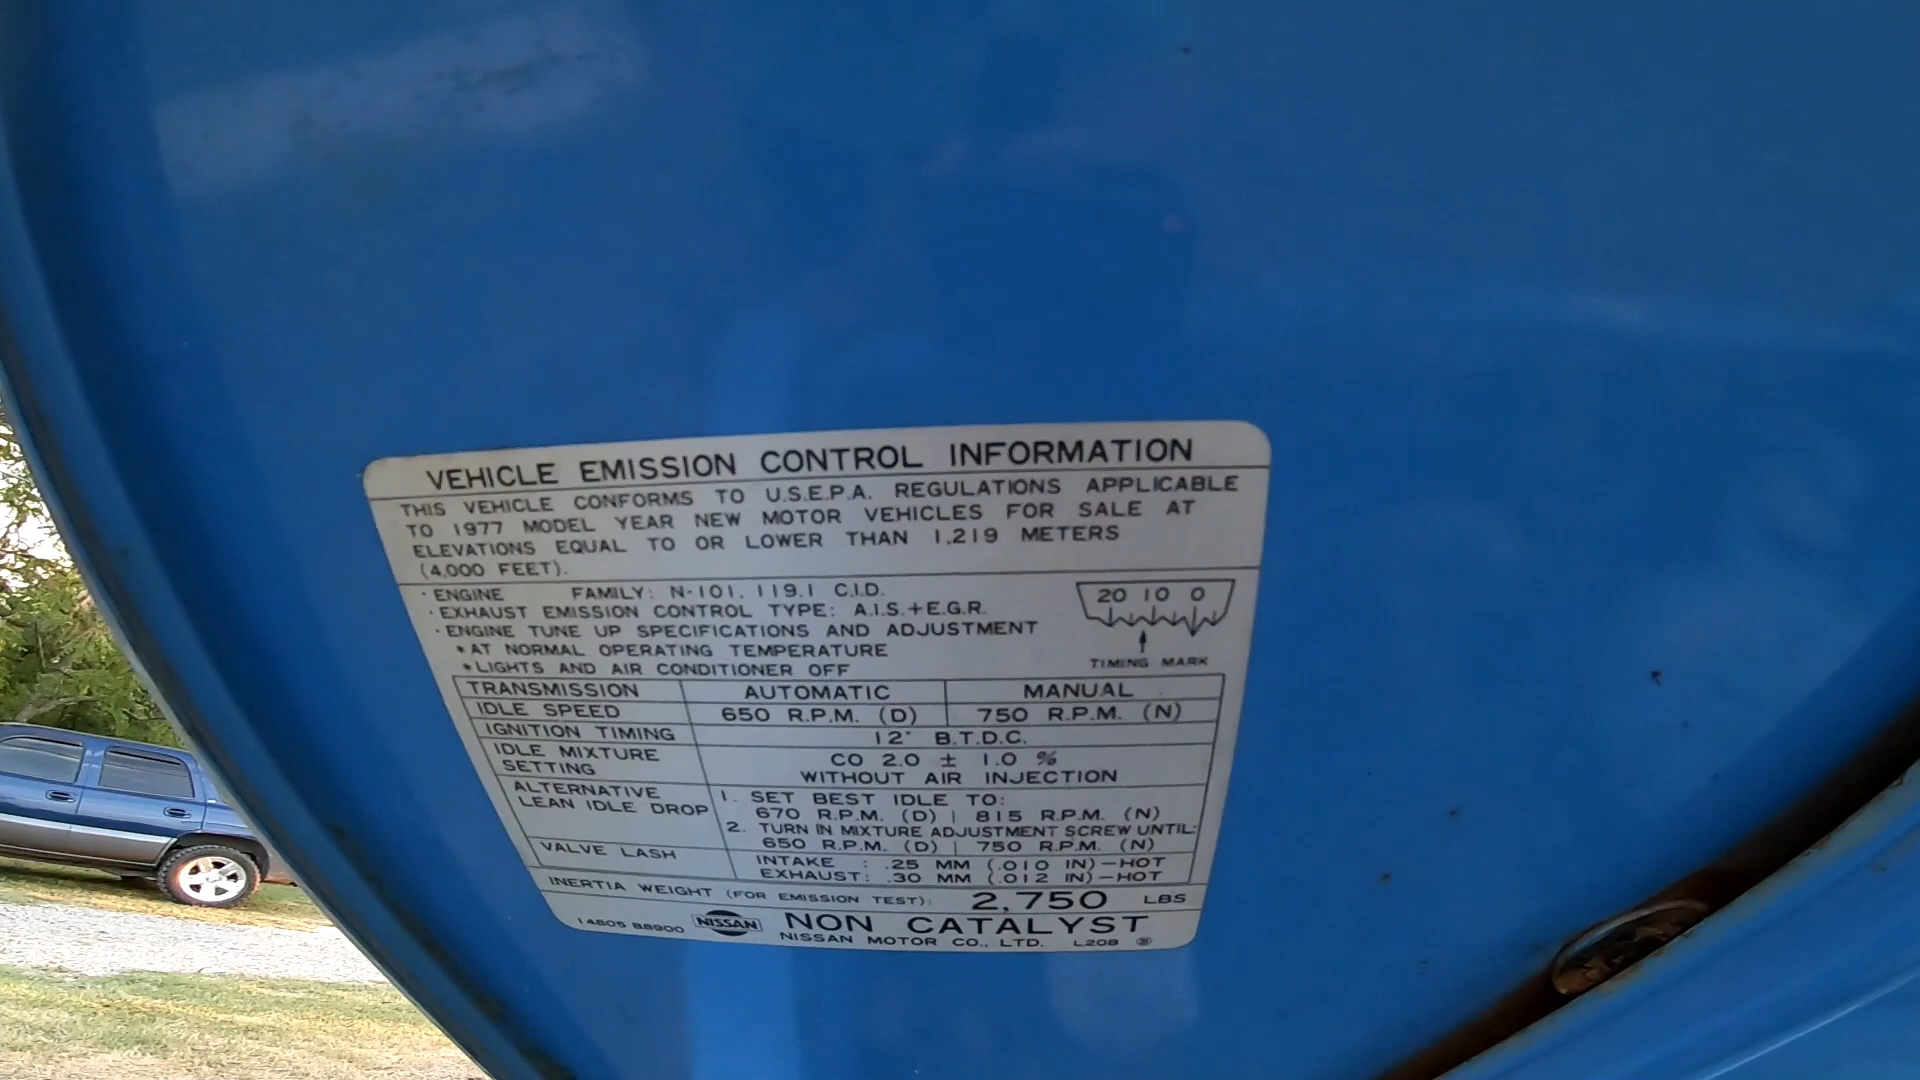 VEHICLE EMISSION CONTROL INFORMATION
THIS VEHICLE CONFORMS TO U.S.E.P.A. REGULATIONS APPLICABLE
TO 1977 MODEL YEAR NEW MOTOR VEHICLES FOR SALE AT
ELEVATIONS EQUAL TO OR LOWER THAN 1,219 METERS
(4,000 FEET).
· ENGINE FAMILY: N-101, 119.1 C.I.D.
· EXHAUST EMISSION CONTROL TYPE: A.I.S.+E.G.R.
· ENGINE TUNE UP SPECIFICATIONS AND ADJUSTMENT
* AT NORMAL OPERATING TEMPERATURE
* LIGHTS AND AIR CONDITIONER OFF
20 10 0
TIMING MARK
TRANSMISSION AUTOMATIC MANUAL
IDLE SPEED 650 R.P.M. (D) 750 R.P.M. (N)
IGNITION TIMING 12° B.T.D.C.
IDLE MIXTURE SETTING CO 2.0 ± 1.0 %
WITHOUT AIR INJECTION
ALTERNATIVE LEAN IDLE DROP 1. SET BEST IDLE TO:
670 R.P.M. (D) | 815 R.P.M. (N)
2. TURN IN MIXTURE ADJUSTMENT SCREW UNTIL:
650 R.P.M. (D) | 750 R.P.M. (N)
VALVE LASH INTAKE : .25 MM (.010 IN)-HOT
EXHAUST: .30 MM (.012 IN)-HOT
INERTIA WEIGHT (FOR EMISSION TEST): 2,750 LBS
14805 B8900 NISSAN NON CATALYST
NISSAN MOTOR CO., LTD. L20B